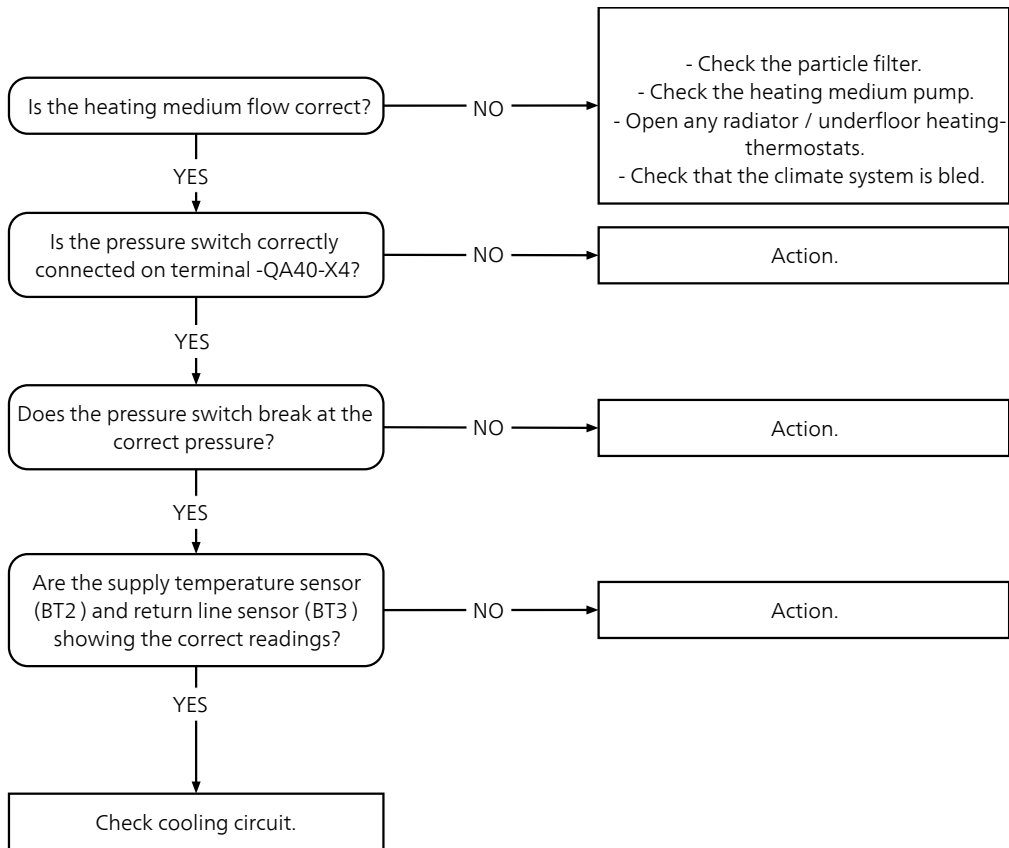 Is the heating medium flow correct?
NO
- Check the particle filter.
- Check the heating medium pump.
- Open any radiator / underfloor heating-
thermostats.
- Check that the climate system is bled.
YES
Is the pressure switch correctly
connected on terminal -QA40-X4?
NO
Action.
YES
Does the pressure switch break at the
correct pressure?
NO
Action.
YES
Are the supply temperature sensor
(BT2 ) and return line sensor (BT3 )
showing the correct readings?
NO
Action.
YES
Check cooling circuit.